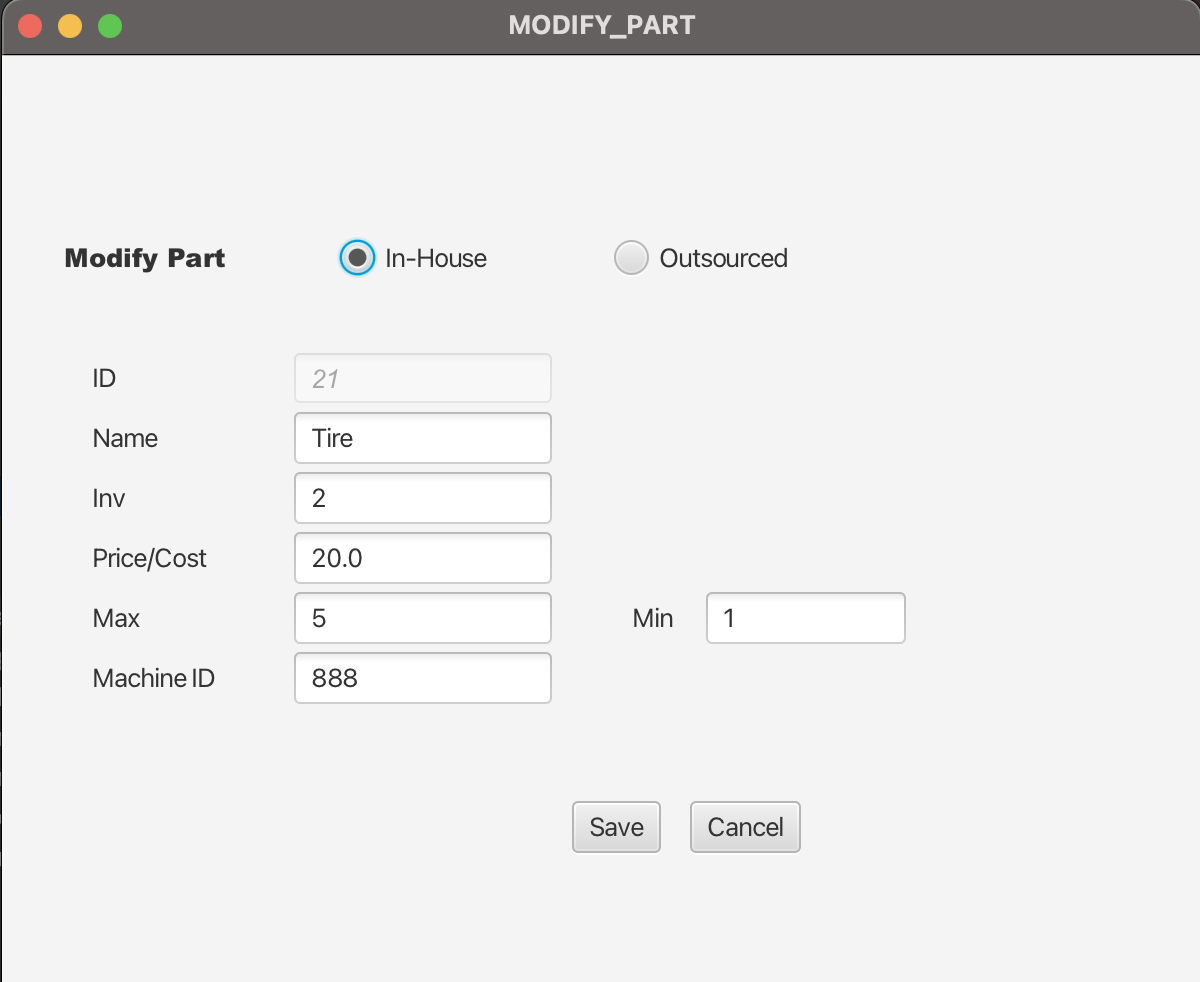 MODIFY_PART
Modify Part In-House Outsourced
ID 21
Name Tire
Inv 2
Price/Cost 20.0
Max 5 Min 1
Machine ID 888
Save Cancel